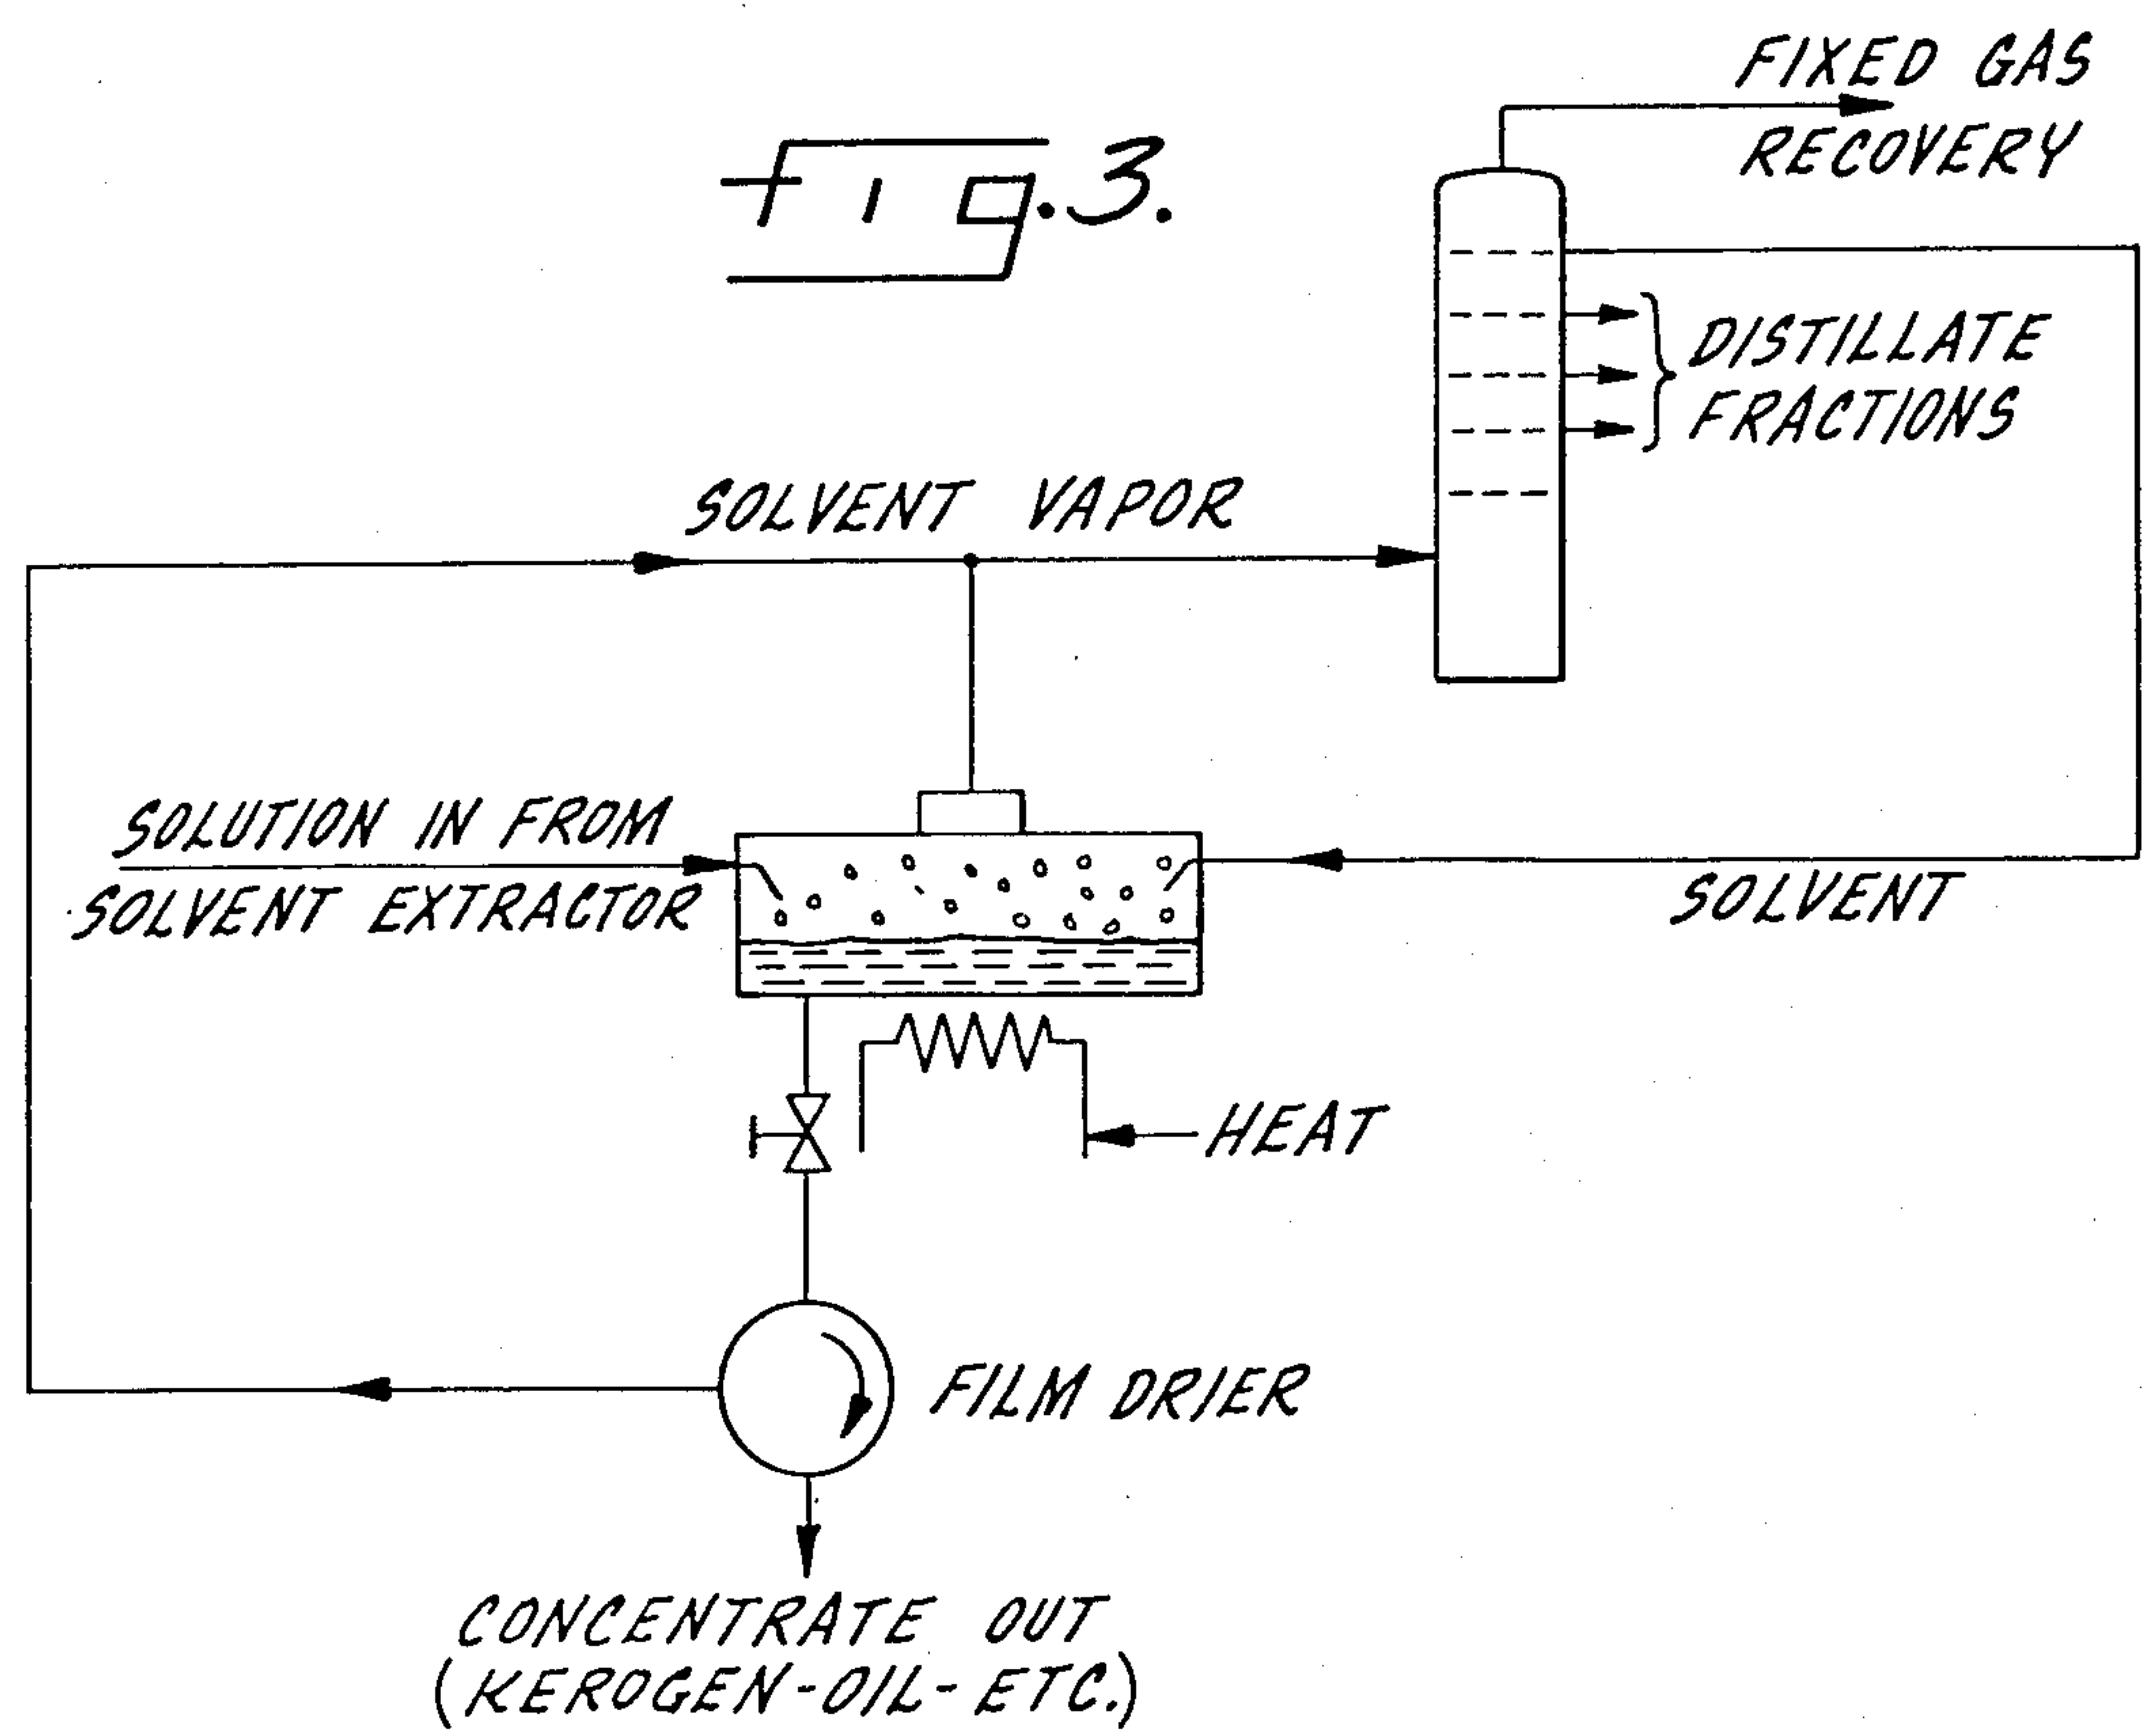 FIXED GAS
RECOVERY
Fig. 3.
DISTILLATE
FRACTIONS
SOLVENT VAPOR
SOLUTION IN FROM
SOLVENT EXTRACTOR
SOLVENT
HEAT
FILM DRIER
CONCENTRATE OUT
(KEROGEN-OIL-ETC.)